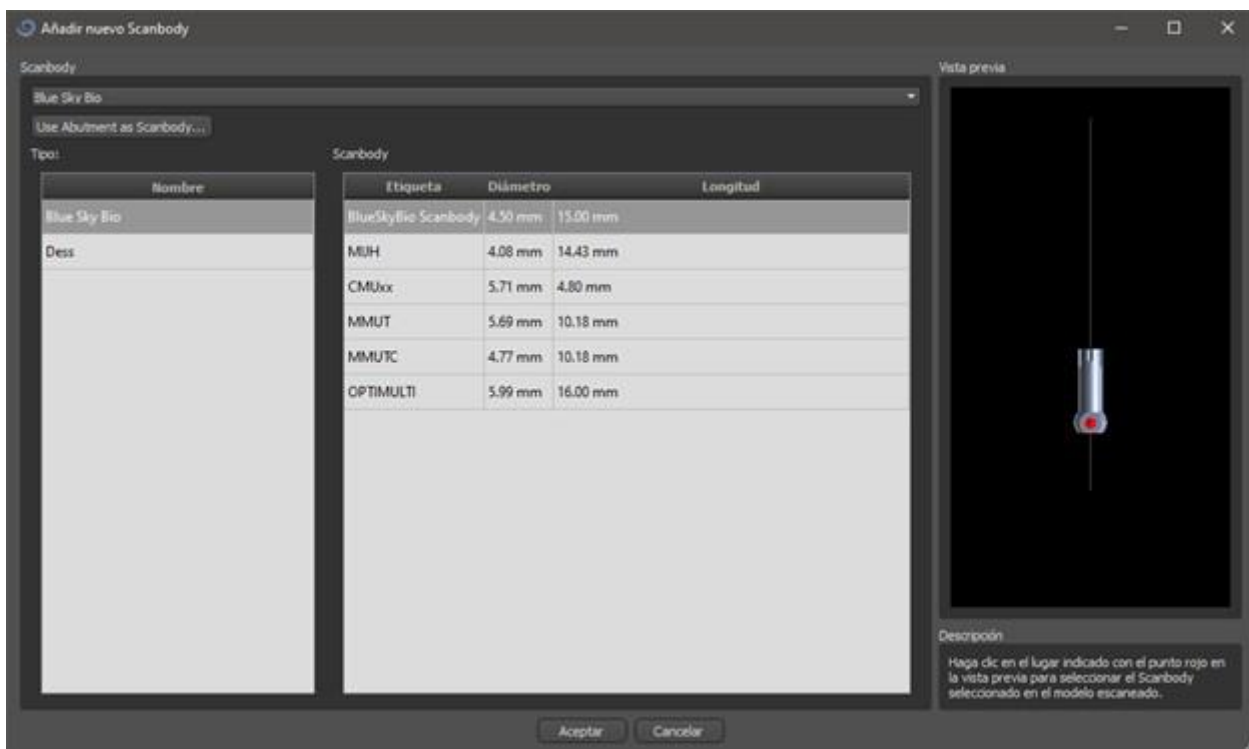 Añadir nuevo Scanbody
Scanbody
Vista previa
Blue Sky Bio
Use Abutment as Scanbody...
Tipo:
Scanbody
Nombre
Etiqueta Diámetro Longitud
Blue Sky Bio
BlueSkyBio Scanbody 4.50 mm 15.00 mm
Dess
MUH 4.08 mm 14.43 mm
CMUxx 5.71 mm 4.80 mm
MMUT 5.69 mm 10.18 mm
MMUTC 4.77 mm 10.18 mm
OPTIMULTI 5.99 mm 16.00 mm
Descripción
Haga clic en el lugar indicado con el punto rojo en
la vista previa para seleccionar el Scanbody
seleccionado en el modelo escaneado.
Aceptar Cancelar